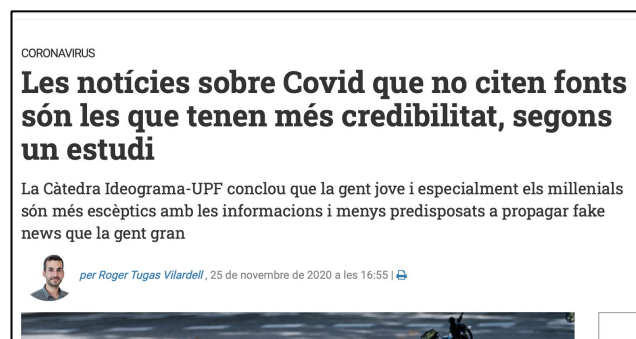 CORONAVIRUS
Les notícies sobre Covid que no citen fonts
són les que tenen més credibilitat, segons
un estudi
La Càtedra Ideograma-UPF conclou que la gent jove i especialment els millenials
són més escèptics amb les informacions i menys predisposats a propagar fake
news que la gent gran
per Roger Tugas Vilardell , 25 de novembre de 2020 a les 16:55 |